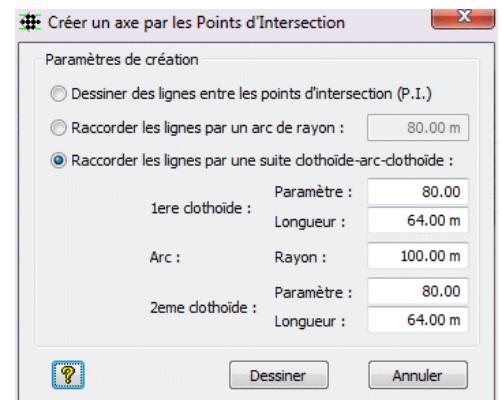 Créer un axe par les Points d'Intersection
Paramètres de création
Dessiner des lignes entre les points d'intersection (P.I.)
Raccorder les lignes par un arc de rayon : 80.00 m
Raccorder les lignes par une suite clothoïde-arc-clothoïde :
1ere clothoïde : Paramètre : 80.00
Longueur : 64.00 m
Arc : Rayon : 100.00 m
2eme clothoïde : Paramètre : 80.00
Longueur : 64.00 m
? Dessiner Annuler